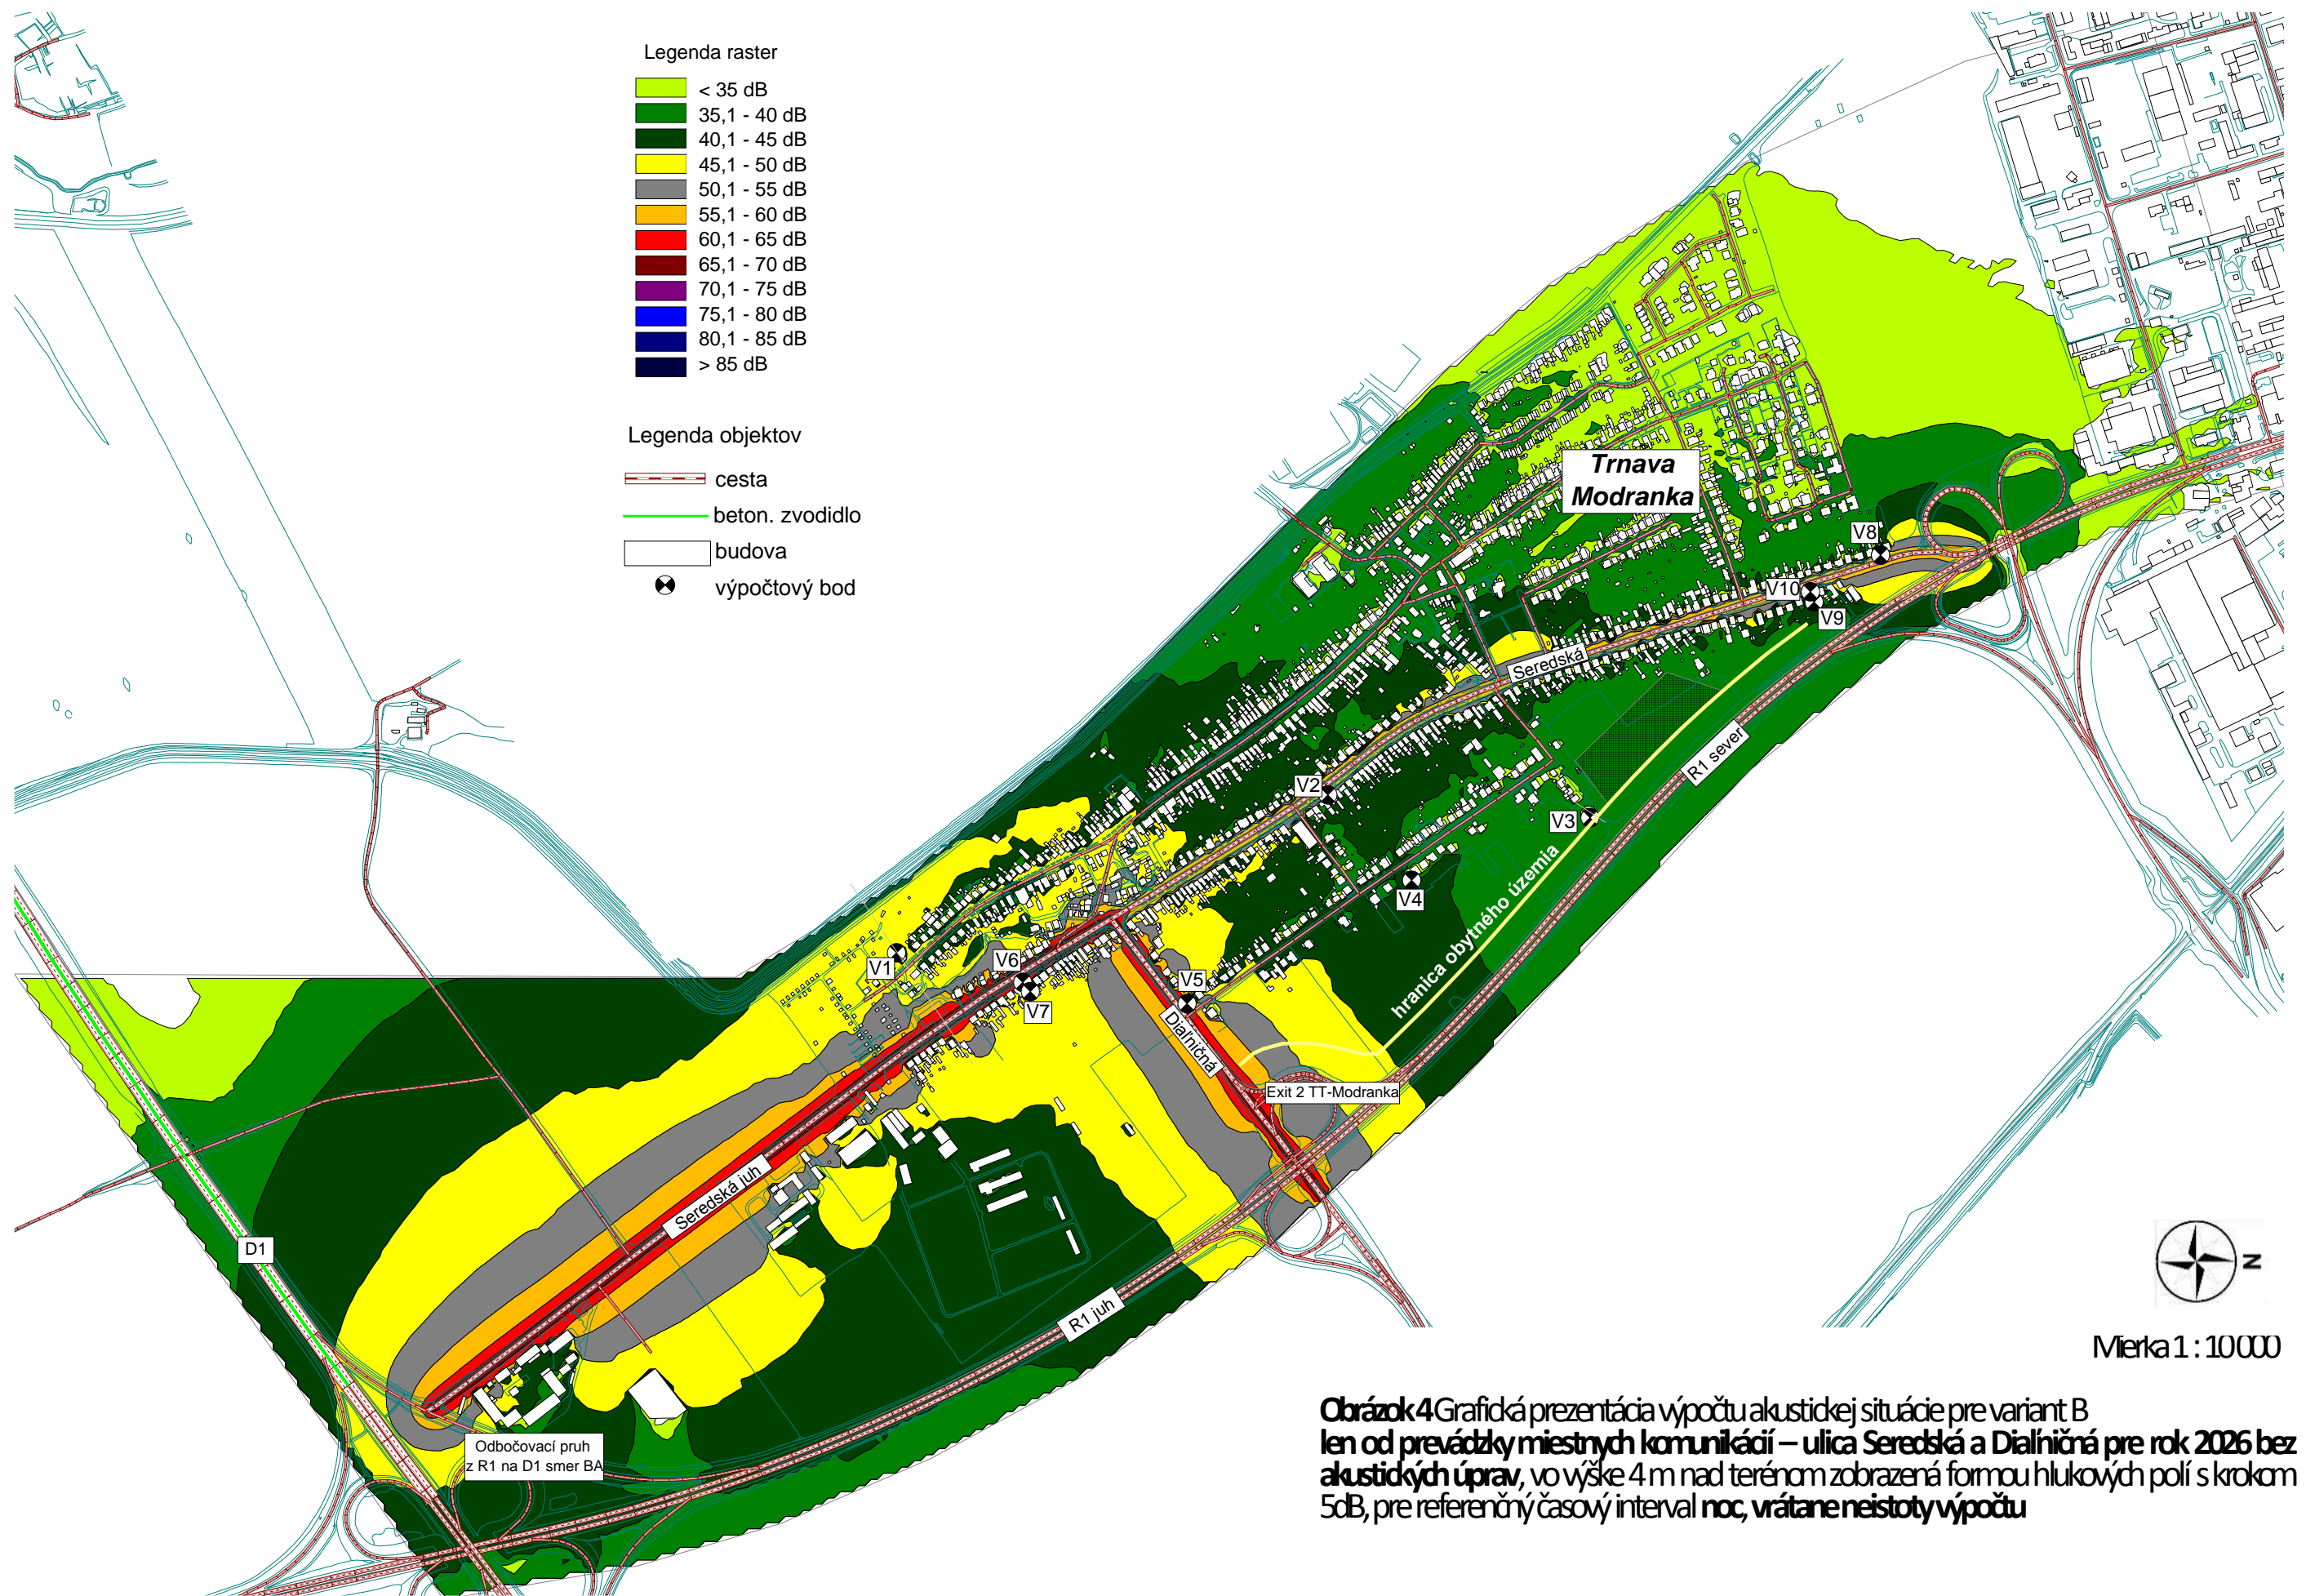 Legenda raster
< 35 dB
35,1 - 40 dB
40,1 - 45 dB
45,1 - 50 dB
50,1 - 55 dB
55,1 - 60 dB
60,1 - 65 dB
65,1 - 70 dB
70,1 - 75 dB
75,1 - 80 dB
80,1 - 85 dB
> 85 dB
Legenda objektov
cesta
beton. zvodidlo
budova
výpočtový bod
Trnava
Modranka
V8
V10
V9
Seredská
R1 sever
V2
V3
V4
hranica obytného územia
V1
V6
V7
V5
Diaľničná
Exit 2 TT-Modranka
Seredská juh
D1
R1 juh
Odbočovací pruh
z R1 na D1 smer BA
N
Mierka 1 : 10 000
Obrázok 4 Grafická prezentácia výpočtu akustickej situácie pre variant B
len od prevádzky miestnych komunikácií – ulica Seredská a Diaľničná pre rok 2026 bez
akustických úprav, vo výške 4 m nad terénom zobrazená formou hlukových polí s krokom
5dB, pre referenčný časový interval noc, vrátane neistoty výpočtu